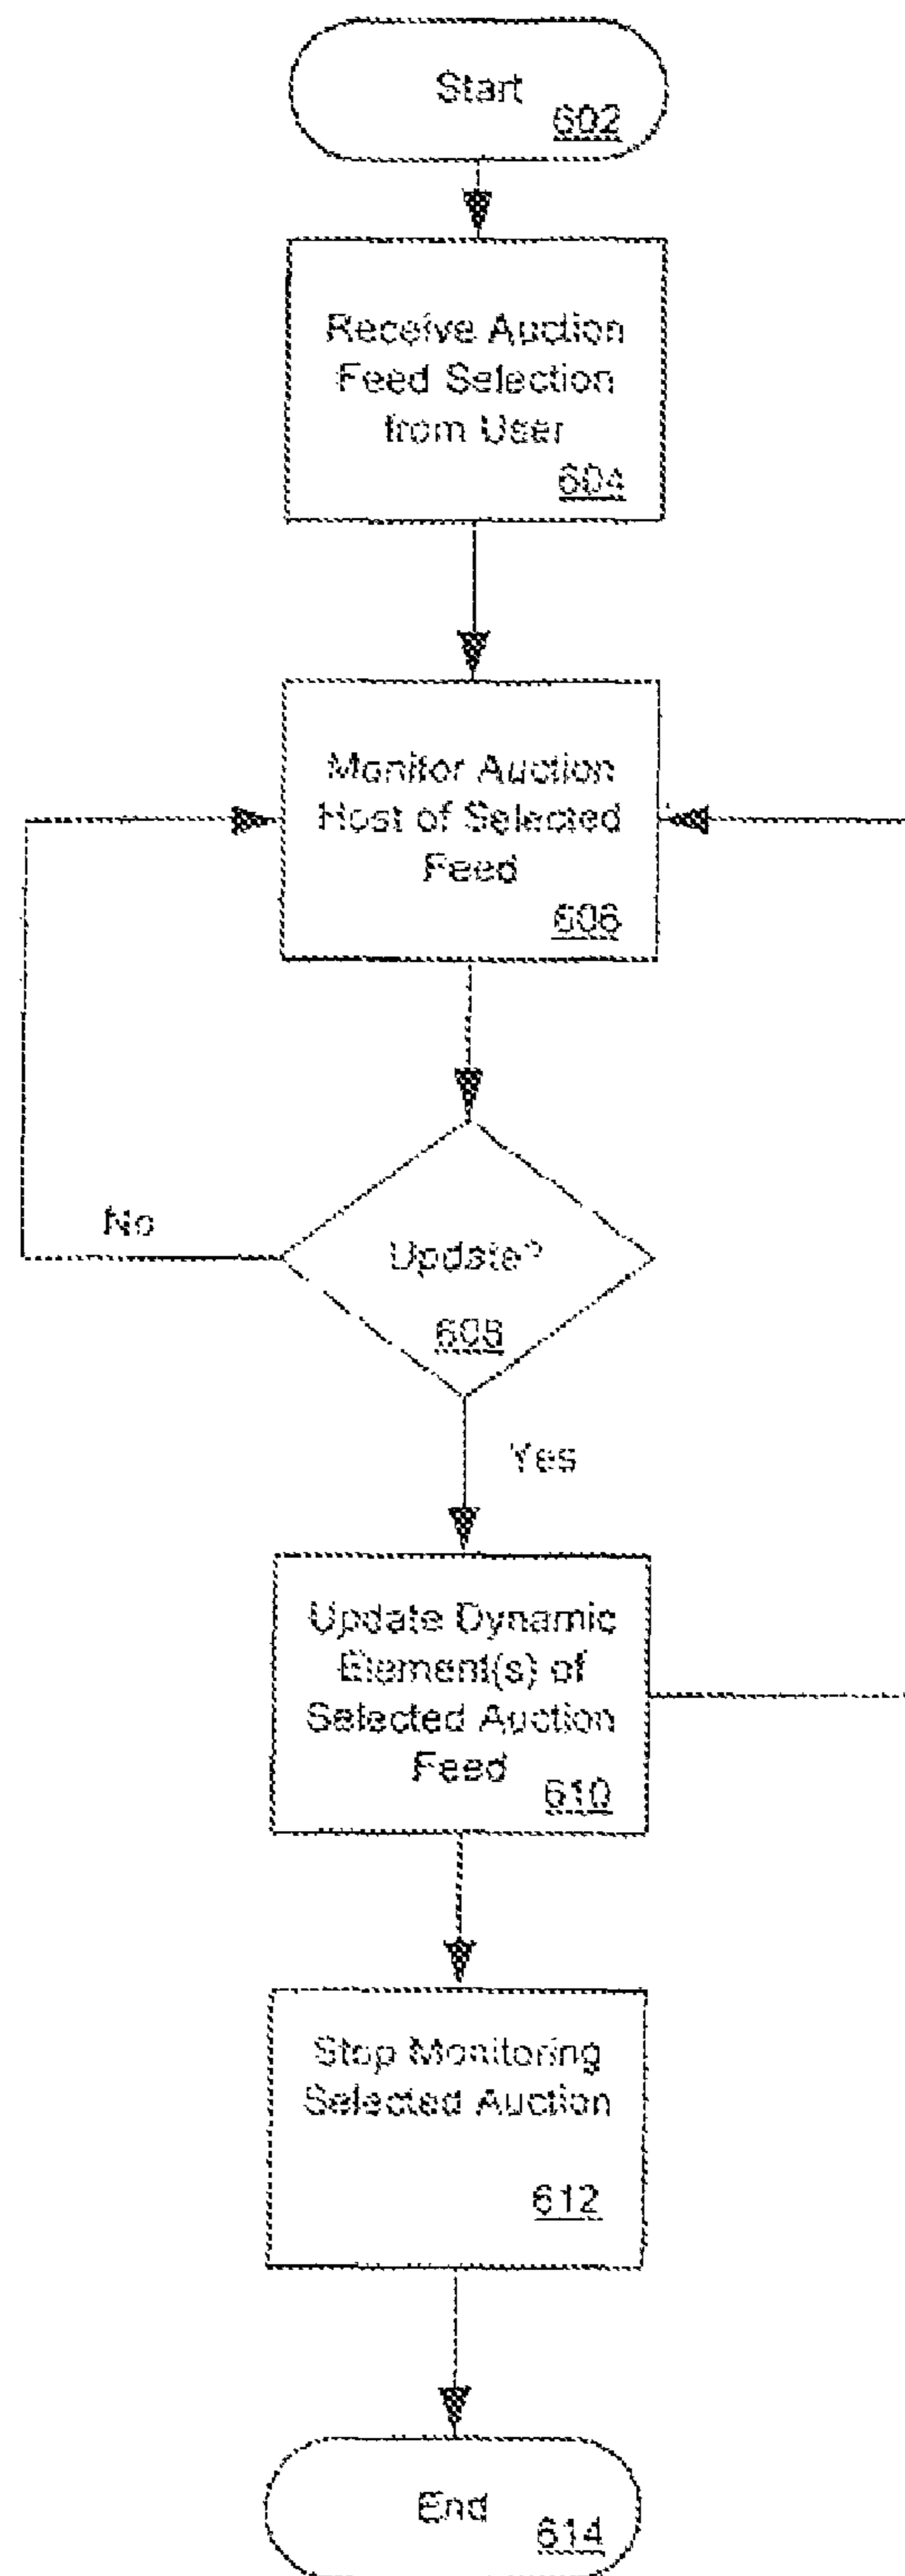 Start
602
Receive Auction
Feed Selection
from User
604
Monitor Auction
Host of Selected
Feed
606
No
Update?
608
Yes
Update Dynamic
Element(s) of
Selected Auction
Feed
610
Stop Monitoring
Selected Auction
612
End
614